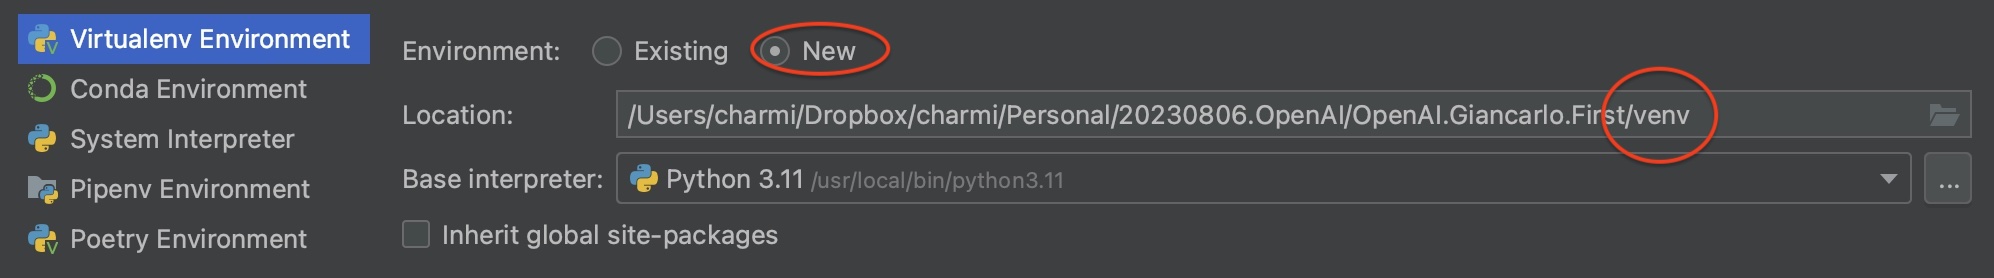 Virtualenv Environment
Conda Environment
System Interpreter
Pipenv Environment
Poetry Environment
Environment: Existing New
Location: /Users/charmi/Dropbox/charmi/Personal/20230806.OpenAI/OpenAI.Giancarlo.First/venv
Base interpreter: Python 3.11 /usr/local/bin/python3.11 ...
Inherit global site-packages